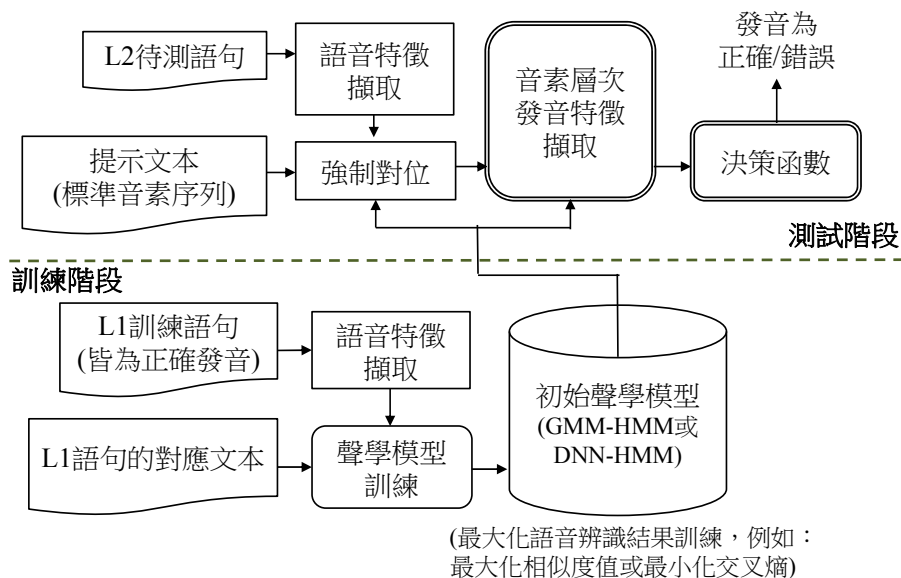 L2待測語句
語音特徵
擷取
音素層次
發音特徵
擷取
發音為
正確/錯誤
提示文本
(標準音素序列)
強制對位
決策函數
測試階段
訓練階段
L1訓練語句
(皆為正確發音)
語音特徵
擷取
初始聲學模型
(GMM-HMM或
DNN-HMM)
L1語句的對應文本
聲學模型
訓練
(最大化語音辨識結果訓練，例如：
最大化相似度值或最小化交叉熵)